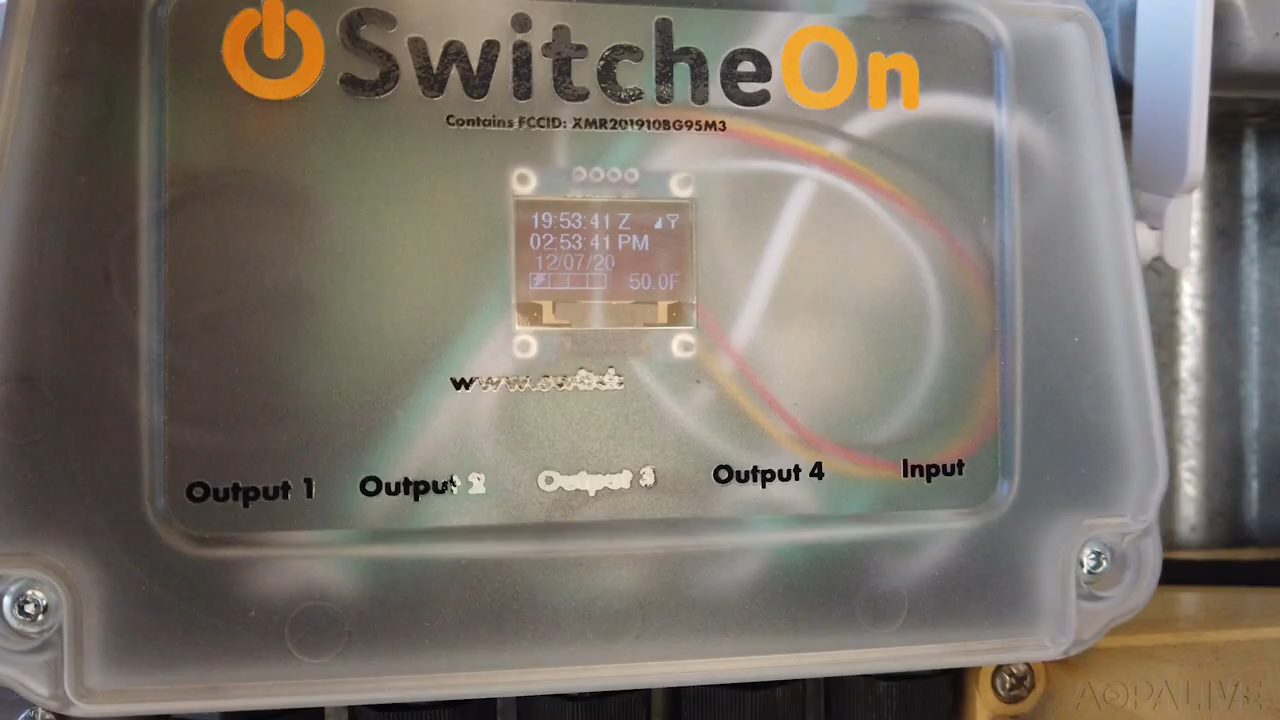 SwitcheOn
Contains FCCID: XMR201910BG95M3
19:53:41 Z
02:53:41 PM
12/07/20
50.0F
Output 1
Output 2
Output 3
Output 4
Input
AOPALIVE